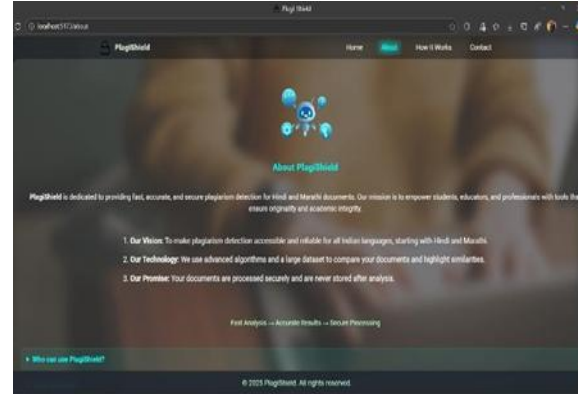 Plagi Shield
localhost:5173/about
PlagiShield
Home About How It Works Contact
About PlagiShield
PlagiShield is dedicated to providing fast, accurate, and secure plagiarism detection for Hindi and Marathi documents. Our mission is to empower students, educators, and professionals with tools tha
ensure originality and academic integrity.
1. Our Vision: To make plagiarism detection accessible and reliable for all Indian languages, starting with Hindi and Marathi.
2. Our Technology: We use advanced algorithms and a large dataset to compare your documents and highlight similarities.
3. Our Promise: Your documents are processed securely and are never stored after analysis.
Fast Analysis → Accurate Results → Secure Processing
Who can use PlagiShield?
© 2025 PlagiShield. All rights reserved.